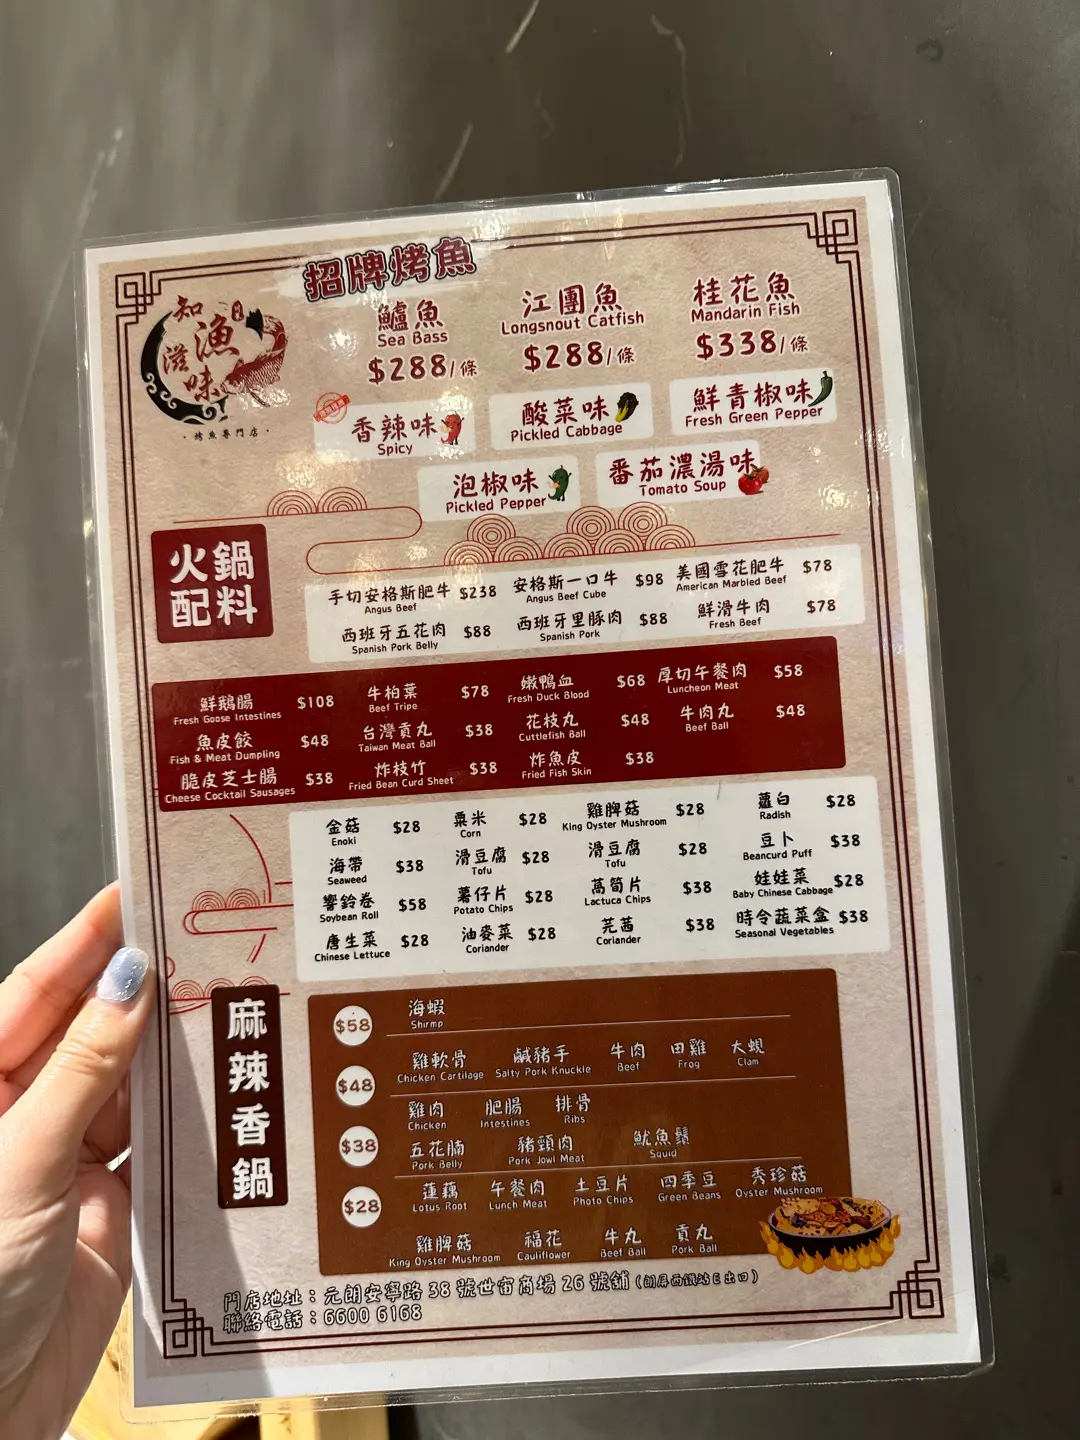 招牌烤魚
知漁滋味
·烤魚專門店·
鱸魚 江團魚 桂花魚
Sea Bass Longsnout Catfish Mandarin Fish
$288/條 $288/條 $338/條
香辣味 酸菜味 鮮青椒味
Spicy Pickled Cabbage Fresh Green Pepper
泡椒味 番茄濃湯味
Pickled Pepper Tomato Soup
火鍋配料
手切安格斯肥牛 $238 安格斯一口牛 $98 美國雪花肥牛 $78
Angus Beef Angus Beef Cube American Marbled Beef
西班牙五花肉 $88 西班牙里豚肉 $88 鮮滑牛肉 $78
Spanish Pork Belly Spanish Pork Fresh Beef
鮮鵝腸 $108 牛柏葉 $78 嫩鴨血 $68 厚切午餐肉 $58
Fresh Goose Intestines Beef Tripe Fresh Duck Blood Luncheon Meat
魚皮餃 $48 台灣貢丸 $38 花枝丸 $48 牛肉丸 $48
Fish & Meat Dumpling Taiwan Meat Ball Cuttlefish Ball Beef Ball
脆皮芝士腸 $38 炸枝竹 $38 炸魚皮 $38
Cheese Cocktail Sausages Fried Bean Curd Sheet Fried Fish Skin
金菇 $28 粟米 $28 雞脾菇 $28 蘿白 $28
Enoki Corn King Oyster Mushroom Radish
海帶 $38 滑豆腐 $28 滑豆腐 $28 豆卜 $38
Seaweed Tofu Tofu Beancurd Puff
響鈴卷 $58 薯仔片 $28 萵筍片 $38 娃娃菜 $28
Soybean Roll Potato Chips Lactuca Chips Baby Chinese Cabbage
唐生菜 $28 油麥菜 $28 芫茜 $38 時令蔬菜盒 $38
Chinese Lettuce Coriander Coriander Seasonal Vegetables
麻辣香鍋
$58 海蝦
Shirmp
$48 雞軟骨 鹹豬手 牛肉 田雞 大蜆
Chicken Cartilage Salty Pork Knuckle Beef Frog Clam
$38 雞肉 肥腸 排骨
Chicken Intestines Ribs
五花腩 豬頸肉 魷魚鬚
Pork Belly Pork Jowl Meat Squid
$28 蓮藕 午餐肉 土豆片 四季豆 秀珍菇
Lotus Root Lunch Meat Photo Chips Green Beans Oyster Mushroom
雞脾菇 福花 牛丸 貢丸
King Oyster Mushroom Cauliflower Beef Ball Pork Ball
門店地址：元朗安寧路 38 號世宙商場 26 號鋪（朗屏西鐵站 E 出口）
聯絡電話：6600 6168